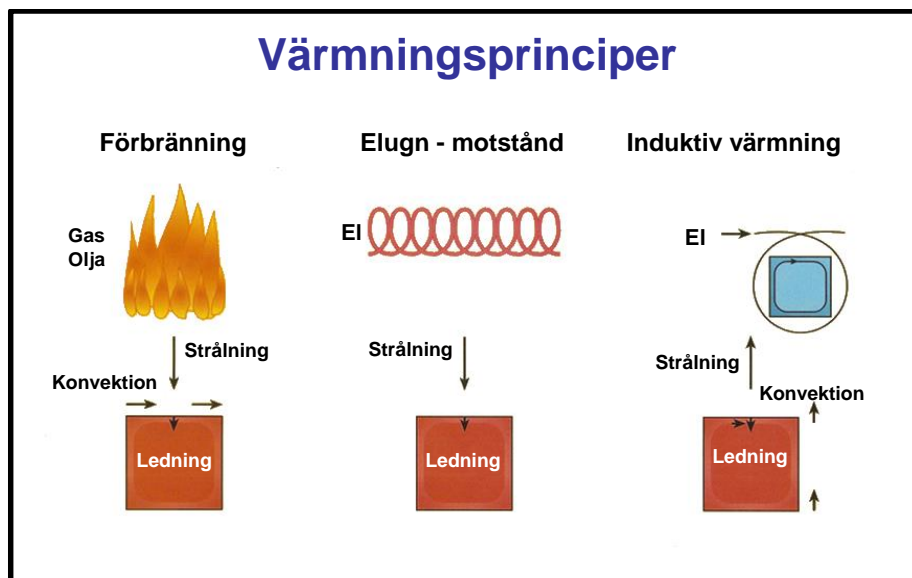 Värmningsprinciper
Förbränning
Gas
Olja
Strålning
Konvektion
Ledning
Elugn - motstånd
El
Strålning
Ledning
Induktiv värmning
El
Strålning
Konvektion
Ledning